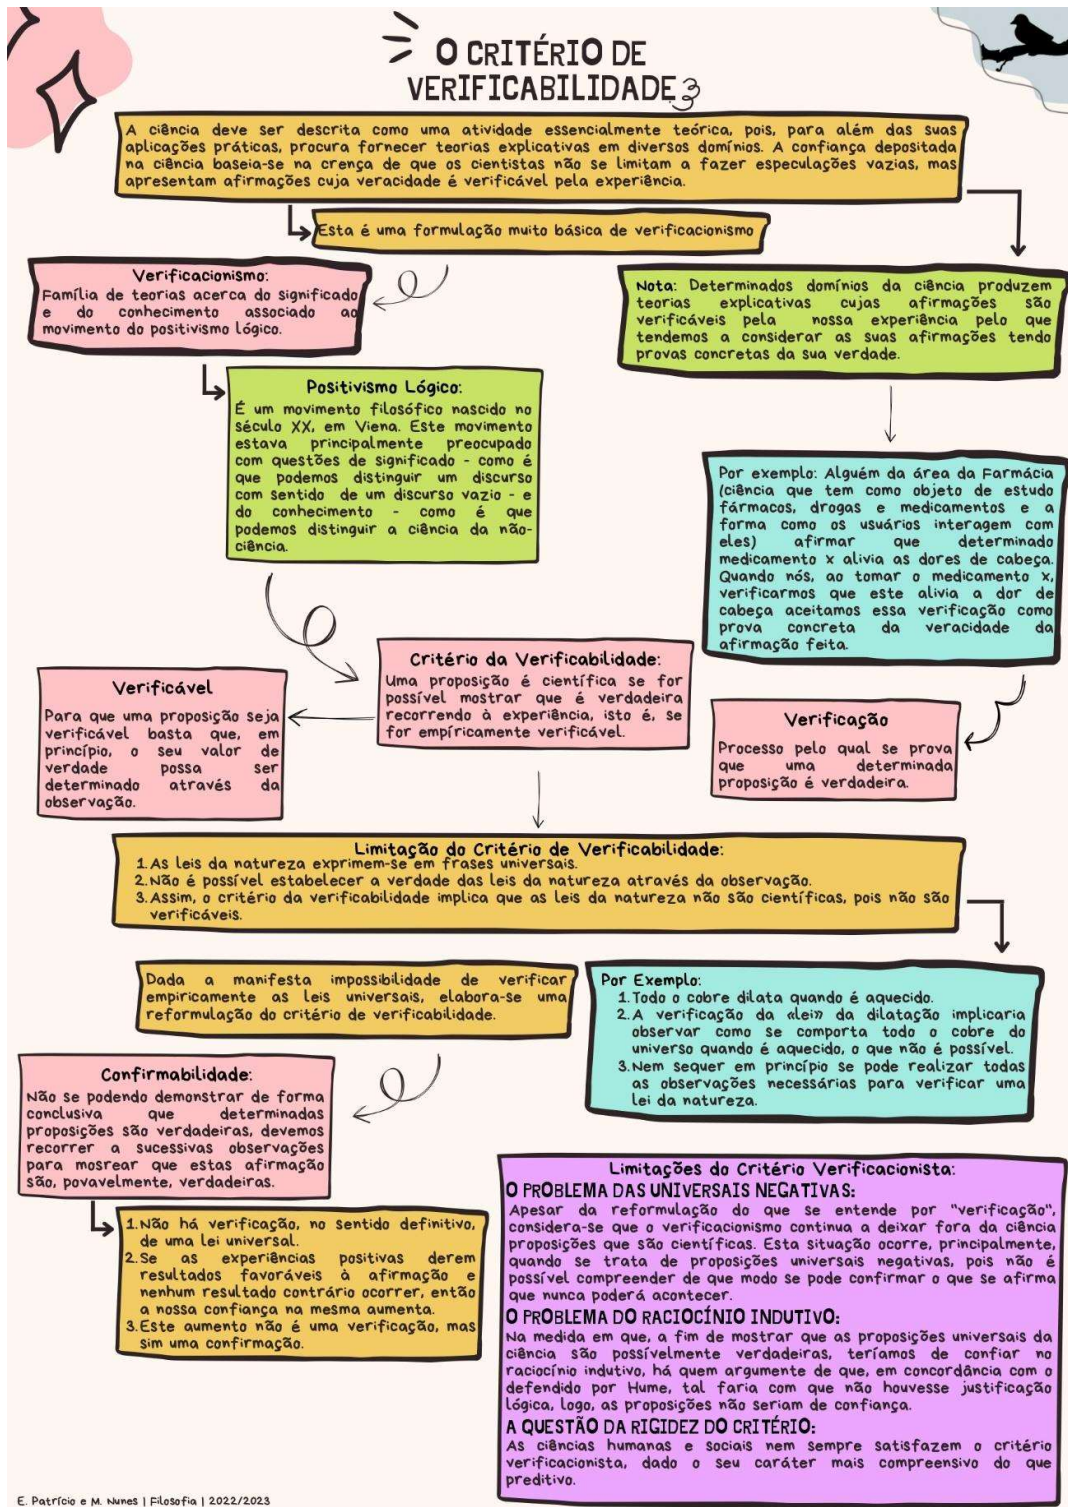 O CRITÉRIO DE
VERIFICABILIDADE
A ciência deve ser descrita como uma atividade essencialmente teórica, pois, para além das suas
aplicações práticas, procura fornecer teorias explicativas em diversos domínios. A confiança depositada
na ciência baseia-se na crença de que os cientistas não se limitam a fazer especulações vazias, mas
apresentam afirmações cuja veracidade é verificável pela experiência.
Esta é uma formulação muito básica de verificacionismo
Verificacionismo:
Família de teorias acerca do significado
e do conhecimento associado ao
movimento do positivismo lógico.
Nota: Determinados domínios da ciência produzem
teorias explicativas cujas afirmações são
verificáveis pela nossa experiência pelo que
tendemos a considerar as suas afirmações tendo
provas concretas da sua verdade.
Positivismo Lógico:
É um movimento filosófico nascido no
século XX, em Viena. Este movimento
estava principalmente preocupado
com questões de significado - como é
que podemos distinguir um discurso
com sentido de um discurso vazio - e
do conhecimento - como é que
podemos distinguir a ciência da não-
ciência.
Por exemplo: Alguém da área da Farmácia
(ciência que tem como objeto de estudo
fármacos, drogas e medicamentos e a
forma como os usuários interagem com
eles) afirmar que determinado
medicamento x alivia as dores de cabeça.
Quando nós, ao tomar o medicamento x,
verificarmos que este alivia a dor de
cabeça aceitamos essa verificação como
prova concreta da veracidade da
afirmação feita.
Critério da Verificabilidade:
Uma proposição é científica se for
possível mostrar que é verdadeira
recorrendo à experiência, isto é, se
for empíricamente verificável.
Verificável
Para que uma proposição seja
verificável basta que, em
princípio, o seu valor de
verdade possa ser
determinado através da
observação.
Verificação
Processo pelo qual se prova
que uma determinada
proposição é verdadeira.
Limitação do Critério de Verificabilidade:
1.As leis da natureza exprimem-se em frases universais.
2.Não é possível estabelecer a verdade das leis da natureza através da observação.
3.Assim, o critério da verificabilidade implica que as leis da natureza não são científicas, pois não são
verificáveis.
Dada a manifesta impossibilidade de verificar
empiricamente as leis universais, elabora-se uma
reformulação do critério de verificabilidade.
Por Exemplo:
1.Todo o cobre dilata quando é aquecido.
2.A verificação da «lei» da dilatação implicaria
observar como se comporta todo o cobre do
universo quando é aquecido, o que não é possível.
3.Nem sequer em princípio se pode realizar todas
as observações necessárias para verificar uma
lei da natureza.
Confirmabilidade:
Não se podendo demonstrar de forma
conclusiva que determinadas
proposições são verdadeiras, devemos
recorrer a sucessivas observações
para mosrear que estas afirmação
são, povavelmente, verdadeiras.
1.Não há verificação, no sentido definitivo,
de uma lei universal.
2.Se as experiências positivas derem
resultados favoráveis à afirmação e
nenhum resultado contrário ocorrer, então
a nossa confiança na mesma aumenta.
3.Este aumento não é uma verificação, mas
sim uma confirmação.
Limitações do Critério Verificacionista:
O PROBLEMA DAS UNIVERSAIS NEGATIVAS:
Apesar da reformulação do que se entende por "verificação",
considera-se que o verificacionismo continua a deixar fora da ciência
proposições que são científicas. Esta situação ocorre, principalmente,
quando se trata de proposições universais negativas, pois não é
possível compreender de que modo se pode confirmar o que se afirma
que nunca poderá acontecer.
O PROBLEMA DO RACIOCÍNIO INDUTIVO:
Na medida em que, a fim de mostrar que as proposições universais da
ciência são possívelmente verdadeiras, teríamos de confiar no
raciocínio indutivo, há quem argumente de que, em concordância com o
defendido por Hume, tal faria com que não houvesse justificação
lógica, logo, as proposições não seriam de confiança.
A QUESTÃO DA RIGIDEZ DO CRITÉRIO:
As ciências humanas e sociais nem sempre satisfazem o critério
verificacionista, dado o seu caráter mais compreensivo do que
preditivo.
E. Patrício e M. Nunes | Filosofia | 2022/2023